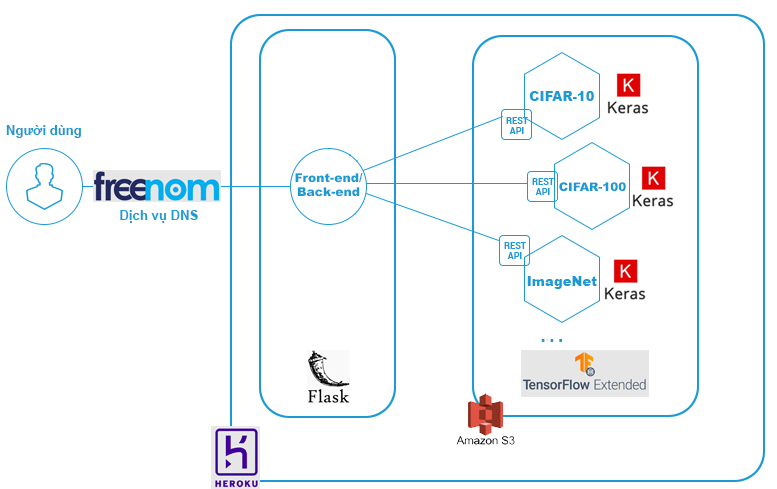 Người dùng
freenom
Dịch vụ DNS
Front-end/
Back-end
Flask
REST
API
CIFAR-10
K
Keras
REST
API
CIFAR-100
K
Keras
REST
API
ImageNet
K
Keras
...
TensorFlow Extended
Amazon S3
HEROKU